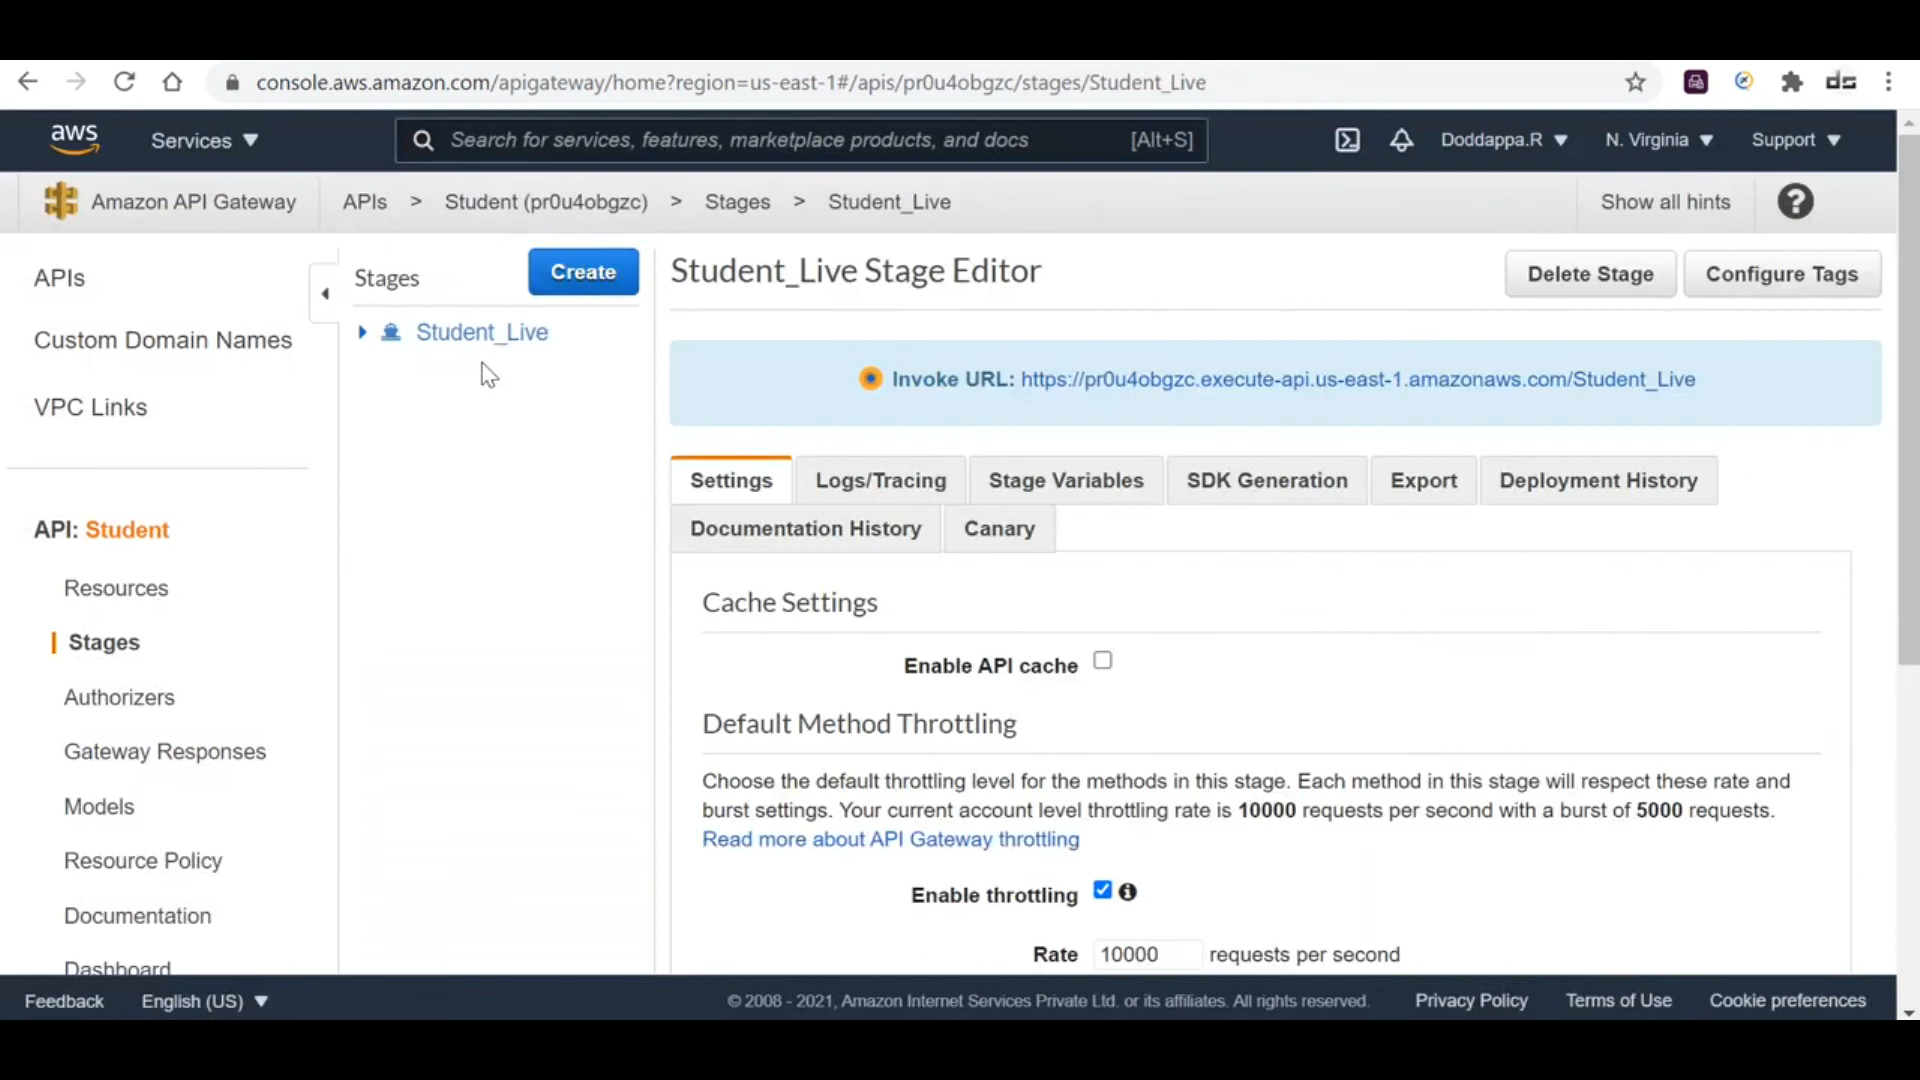 console.aws.amazon.com/apigateway/home?region=us-east-1#/apis/pr0u4obgzc/stages/Student_Live
aws Services Search for services, features, marketplace products, and docs [Alt+S] Doddappa.R N. Virginia Support
Amazon API Gateway APIs > Student (pr0u4obgzc) > Stages > Student_Live Show all hints ?
APIs
Custom Domain Names
VPC Links
API: Student
Resources
Stages
Authorizers
Gateway Responses
Models
Resource Policy
Documentation
Dashboard
Stages Create
Student_Live
Student_Live Stage Editor Delete Stage Configure Tags
Invoke URL: https://pr0u4obgzc.execute-api.us-east-1.amazonaws.com/Student_Live
Settings Logs/Tracing Stage Variables SDK Generation Export Deployment History
Documentation History Canary
Cache Settings
Enable API cache
Default Method Throttling
Choose the default throttling level for the methods in this stage. Each method in this stage will respect these rate and
burst settings. Your current account level throttling rate is 10000 requests per second with a burst of 5000 requests.
Read more about API Gateway throttling
Enable throttling
Rate 10000 requests per second
Feedback English (US) © 2008 - 2021, Amazon Internet Services Private Ltd. or its affiliates. All rights reserved. Privacy Policy Terms of Use Cookie preferences